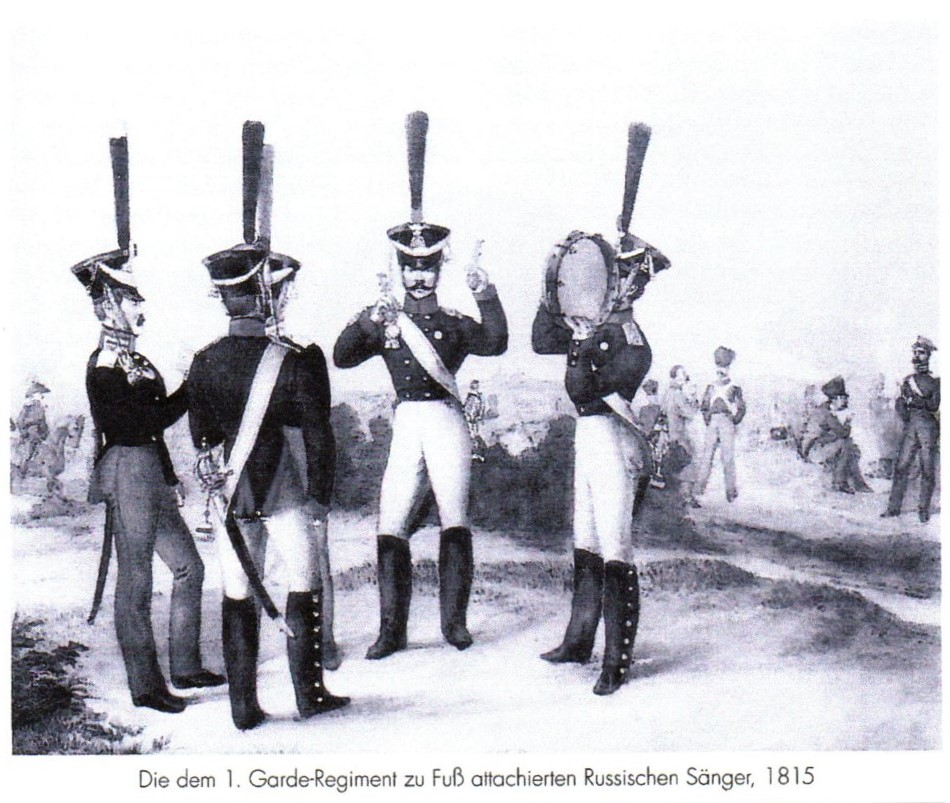 Die dem 1. Garde-Regiment zu Fuß attachierten Russischen Sänger, 1815